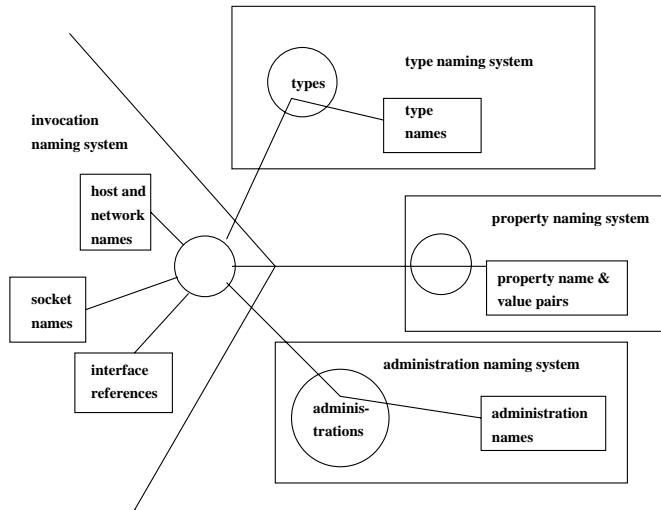 type naming system
types
type
names
invocation
naming system
host and
network
names
property naming system
property name &
value pairs
socket
names
interface
references
administration naming system
adminis-
trations
administration
names